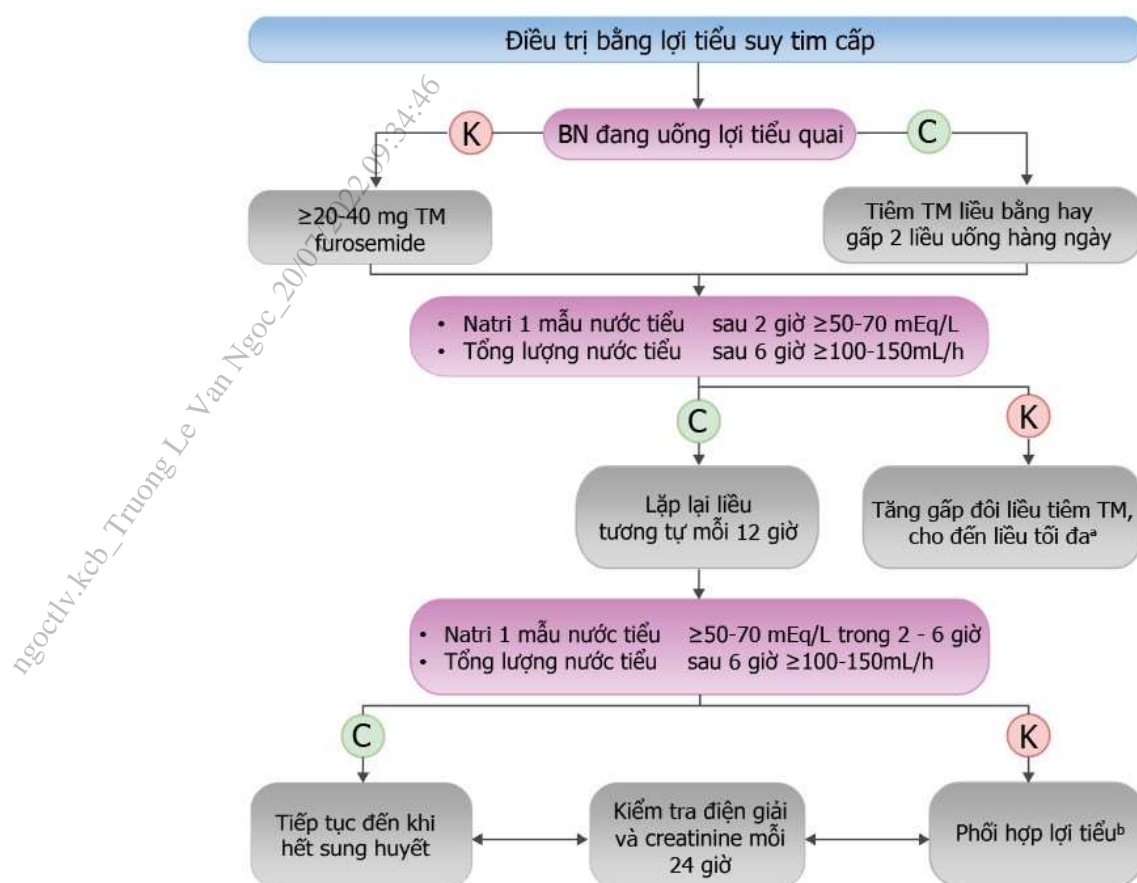 Điều trị bằng lợi tiểu suy tim cấp
K
BN đang uống lợi tiểu quai
C
≥20-40 mg TM
furosemide
Tiêm TM liều bằng hay
gấp 2 liều uống hàng ngày
• Natri 1 mẫu nước tiểu sau 2 giờ ≥50-70 mEq/L
• Tổng lượng nước tiểu sau 6 giờ ≥100-150mL/h
C
K
Lặp lại liều
tương tự mỗi 12 giờ
Tăng gấp đôi liều tiêm TM,
cho đến liều tối đaᵃ
• Natri 1 mẫu nước tiểu ≥50-70 mEq/L trong 2 - 6 giờ
• Tổng lượng nước tiểu sau 6 giờ ≥100-150mL/h
C
K
Tiếp tục đến khi
hết sung huyết
Kiểm tra điện giải
và creatinine mỗi
24 giờ
Phối hợp lợi tiểuᵇ
ngoctlv.kcb_Truong Le Van Ngoc_20/07/2022 09:34:46